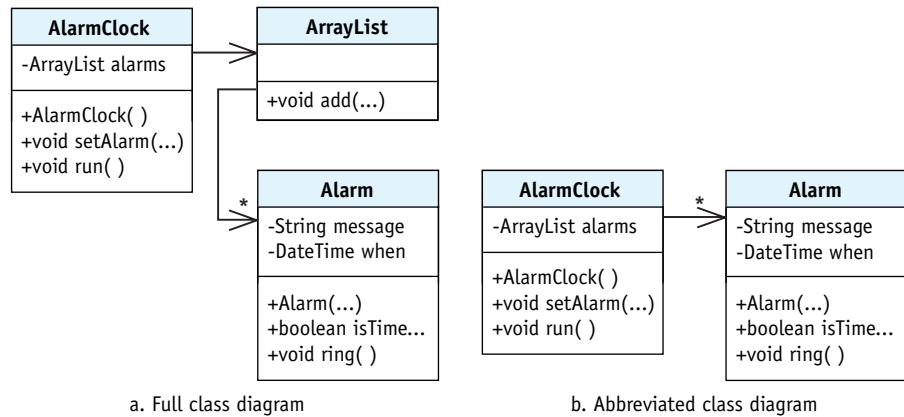 AlarmClock
-ArrayList alarms
+AlarmClock( )
+void setAlarm(...)
+void run( )
ArrayList
+void add(...)
*
Alarm
-String message
-DateTime when
+Alarm(...)
+boolean isTime...
+void ring( )
a. Full class diagram
AlarmClock
-ArrayList alarms
+AlarmClock( )
+void setAlarm(...)
+void run( )
*
Alarm
-String message
-DateTime when
+Alarm(...)
+boolean isTime...
+void ring( )
b. Abbreviated class diagram